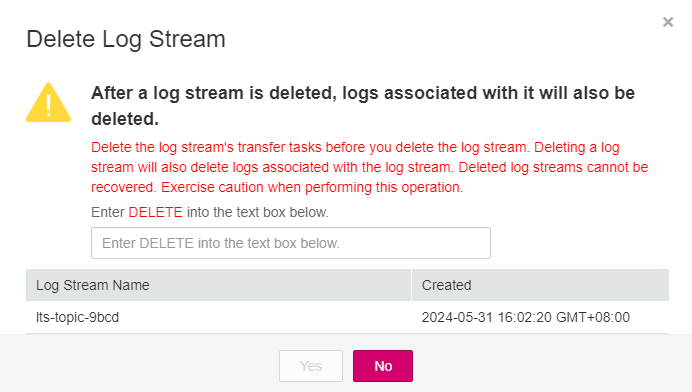 Delete Log Stream
×
After a log stream is deleted, logs associated with it will also be
deleted.
Delete the log stream's transfer tasks before you delete the log stream. Deleting a log
stream will also delete logs associated with the log stream. Deleted log streams cannot be
recovered. Exercise caution when performing this operation.
Enter DELETE into the text box below.
Enter DELETE into the text box below.
Log Stream Name Created
lts-topic-9bcd 2024-05-31 16:02:20 GMT+08:00
Yes No